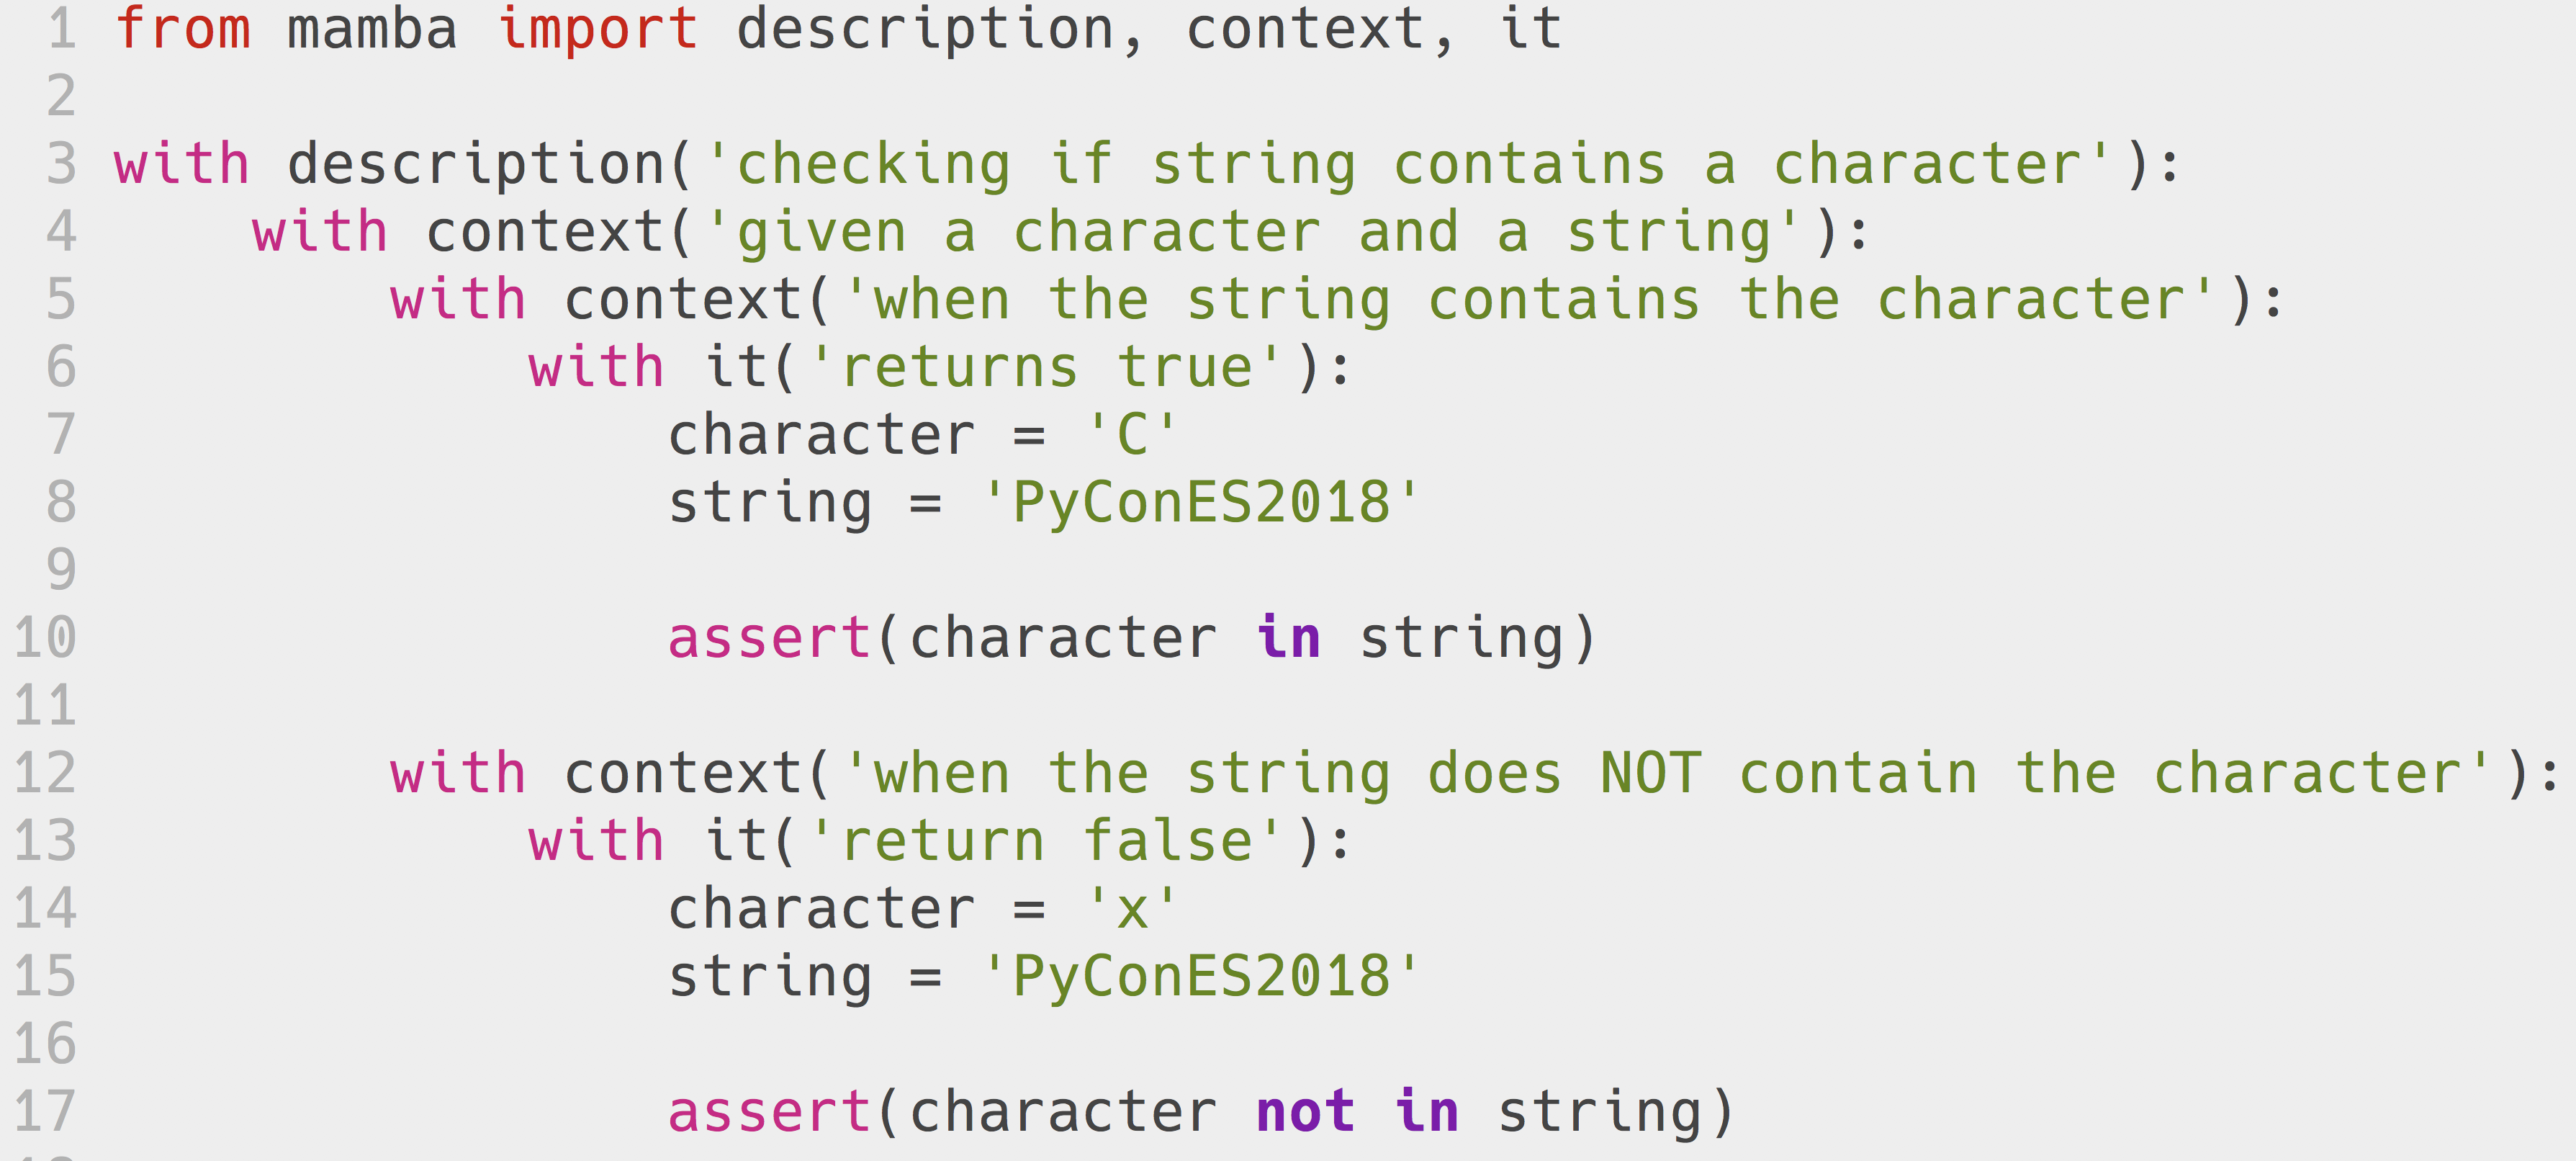 1 from mamba import description, context, it
2
3 with description('checking if string contains a character'):
4     with context('given a character and a string'):
5         with context('when the string contains the character'):
6             with it('returns true'):
7                 character = 'C'
8                 string = 'PyConES2018'
9
10                 assert(character in string)
11
12         with context('when the string does NOT contain the character'):
13             with it('return false'):
14                 character = 'x'
15                 string = 'PyConES2018'
16
17                 assert(character not in string)